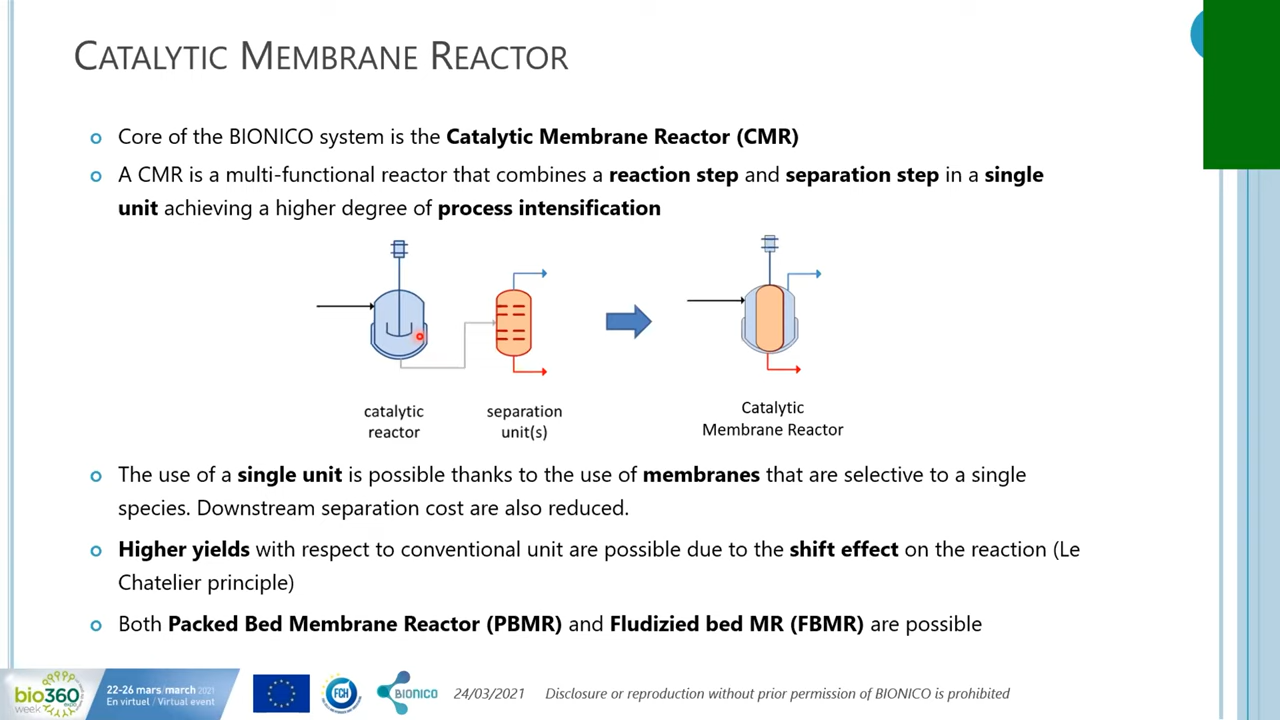 CATALYTIC MEMBRANE REACTOR
Core of the BIONICO system is the Catalytic Membrane Reactor (CMR)
A CMR is a multi-functional reactor that combines a reaction step and separation step in a single
unit achieving a higher degree of process intensification
catalytic
reactor
separation
unit(s)
Catalytic
Membrane Reactor
The use of a single unit is possible thanks to the use of membranes that are selective to a single
species. Downstream separation cost are also reduced.
Higher yields with respect to conventional unit are possible due to the shift effect on the reaction (Le
Chatelier principle)
Both Packed Bed Membrane Reactor (PBMR) and Fludizied bed MR (FBMR) are possible
bio360
week expo
22-26 mars/march 2021
En virtuel / Virtual event
FCH
BIONICO
24/03/2021
Disclosure or reproduction without prior permission of BIONICO is prohibited